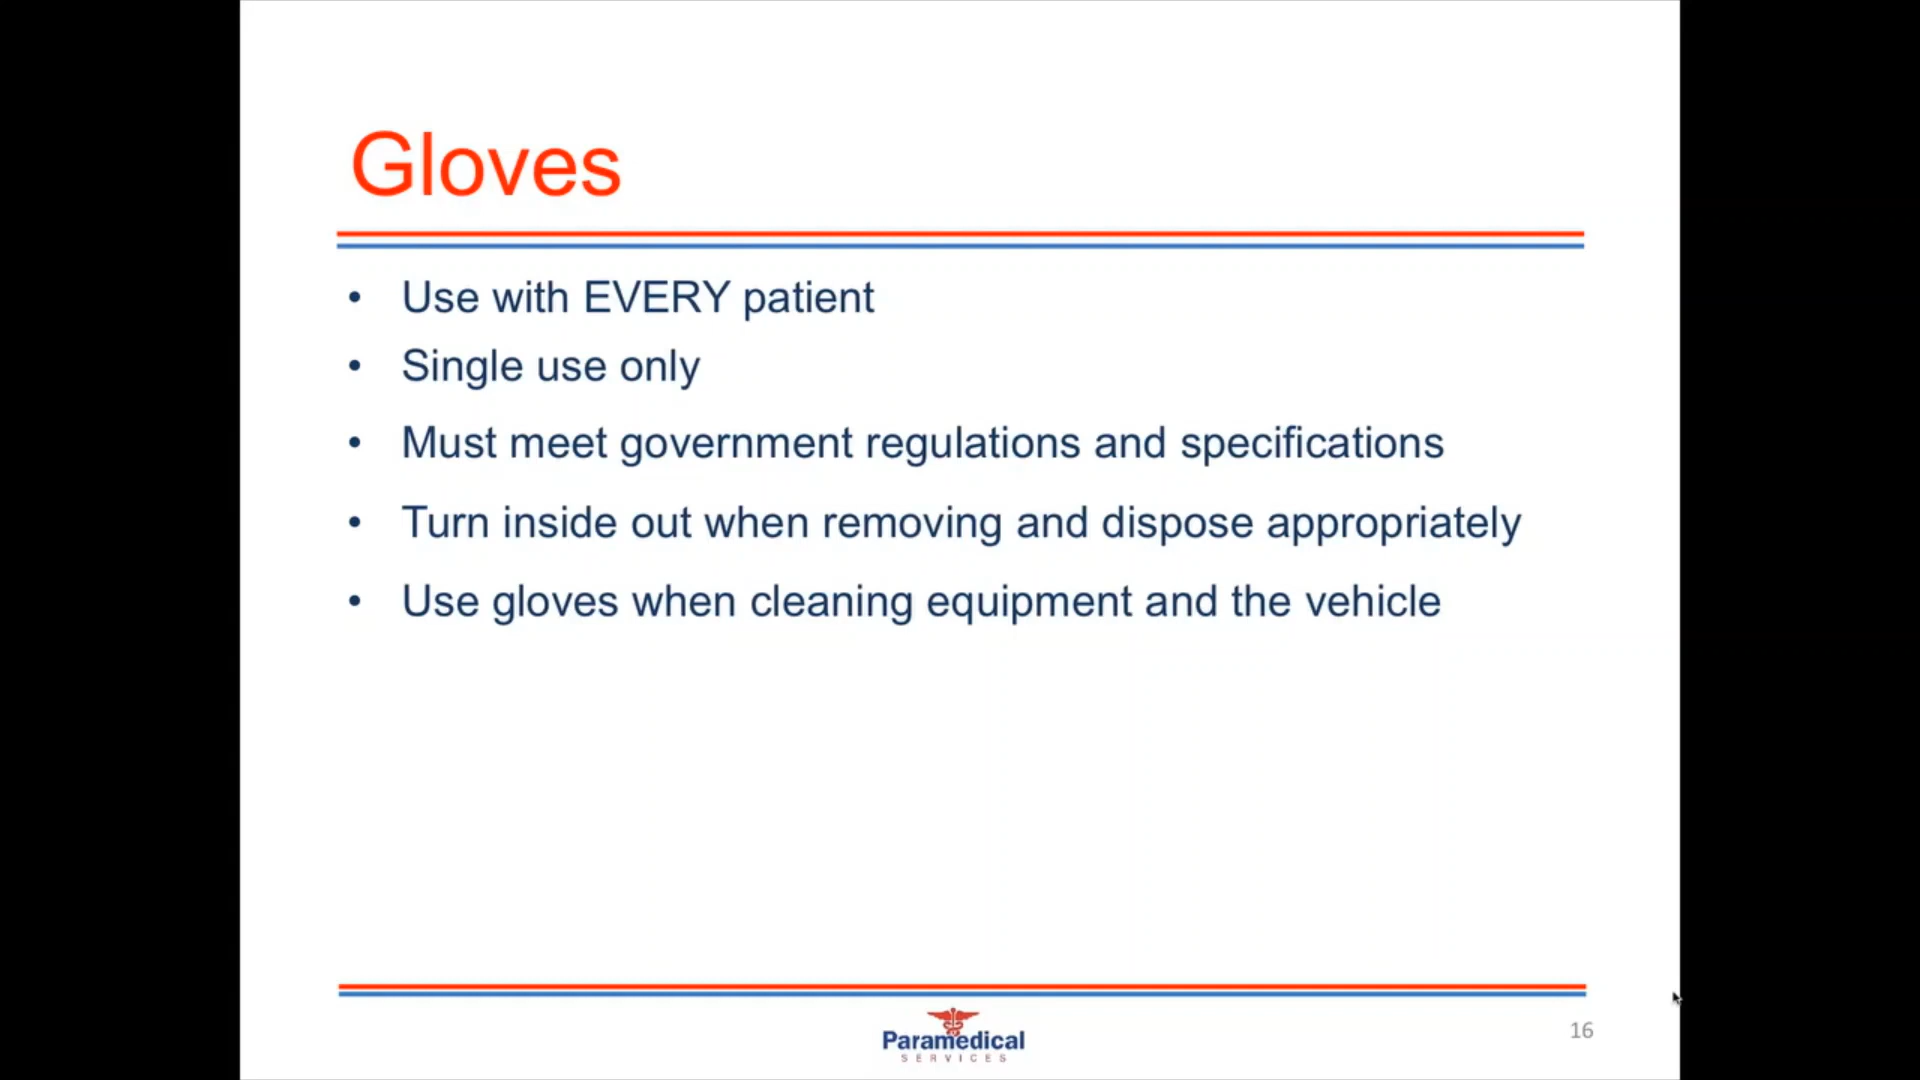 Gloves
• Use with EVERY patient
• Single use only
• Must meet government regulations and specifications
• Turn inside out when removing and dispose appropriately
• Use gloves when cleaning equipment and the vehicle
Paramedical
SERVICES
16